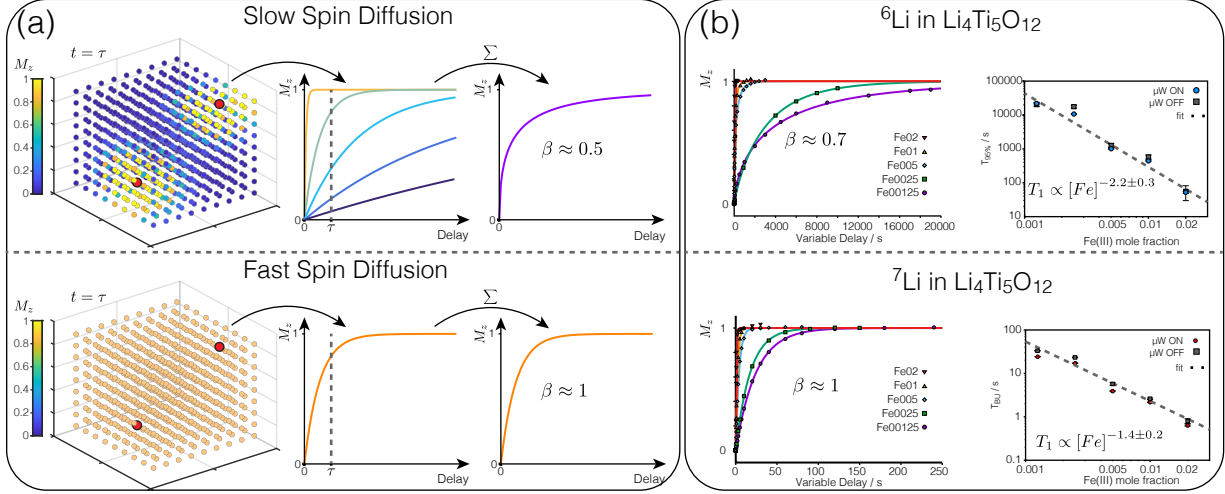 (a)
Slow Spin Diffusion
t = τ
M_z
1
0.8
0.6
0.4
0.2
0
M_z
1
0
τ
Delay
Σ
M_z
1
β ≈ 0.5
0
Delay
Fast Spin Diffusion
t = τ
M_z
1
0.8
0.6
0.4
0.2
0
M_z
1
0
τ
Delay
Σ
M_z
1
β ≈ 1
0
Delay
(b)
⁶Li in Li₄Ti₅O₁₂
M_z
1
0
β ≈ 0.7
Fe02
Fe01
Fe005
Fe0025
Fe00125
0 4000 8000 12000 16000 20000
Variable Delay / s
100000
10000
1000
100
10
T95% / s
µW ON
µW OFF
fit
T₁ ∝ [Fe]^−2.2±0.3
0.001 0.005 0.01 0.02
Fe(III) mole fraction
⁷Li in Li₄Ti₅O₁₂
M_z
1
0
β ≈ 1
Fe02
Fe01
Fe005
Fe0025
Fe00125
0 50 100 150 200 250
Variable Delay / s
100
10
1
0.1
T_BU / s
µW ON
µW OFF
fit
T₁ ∝ [Fe]^−1.4±0.2
0.001 0.005 0.01 0.02
Fe(III) mole fraction